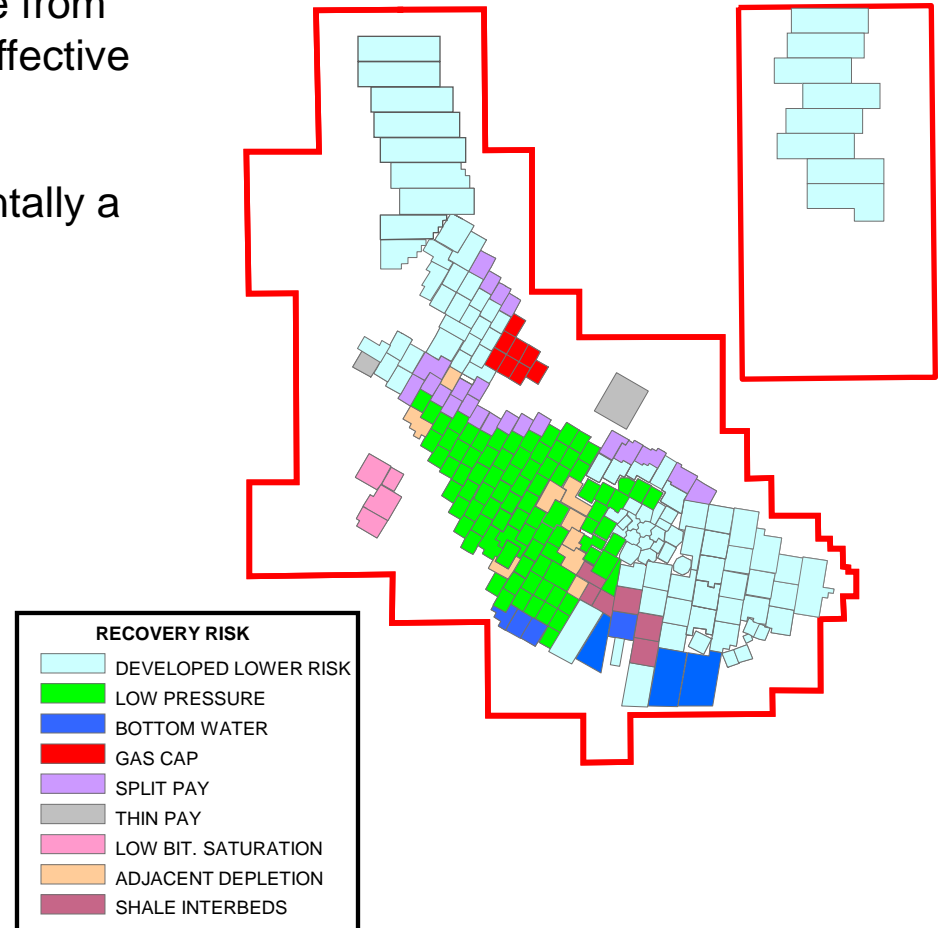 e from
ffective
ntally a
RECOVERY RISK
DEVELOPED LOWER RISK
LOW PRESSURE
BOTTOM WATER
GAS CAP
SPLIT PAY
THIN PAY
LOW BIT. SATURATION
ADJACENT DEPLETION
SHALE INTERBEDS